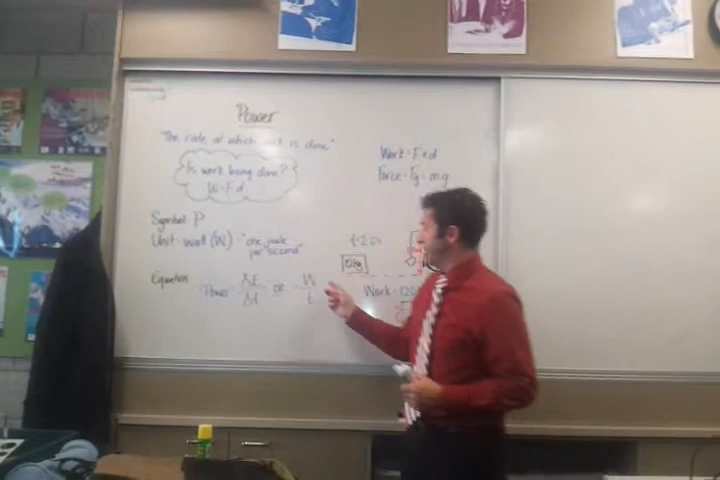 Power
"The rate at which work is done"
Is work being done?
W=F·d
Work=F×d
Force=Fg=mg
Symbol P
Unit: watt (W) = "one joule
per second"
Equation
Power = ΔE/Δt or = W/t
Work =